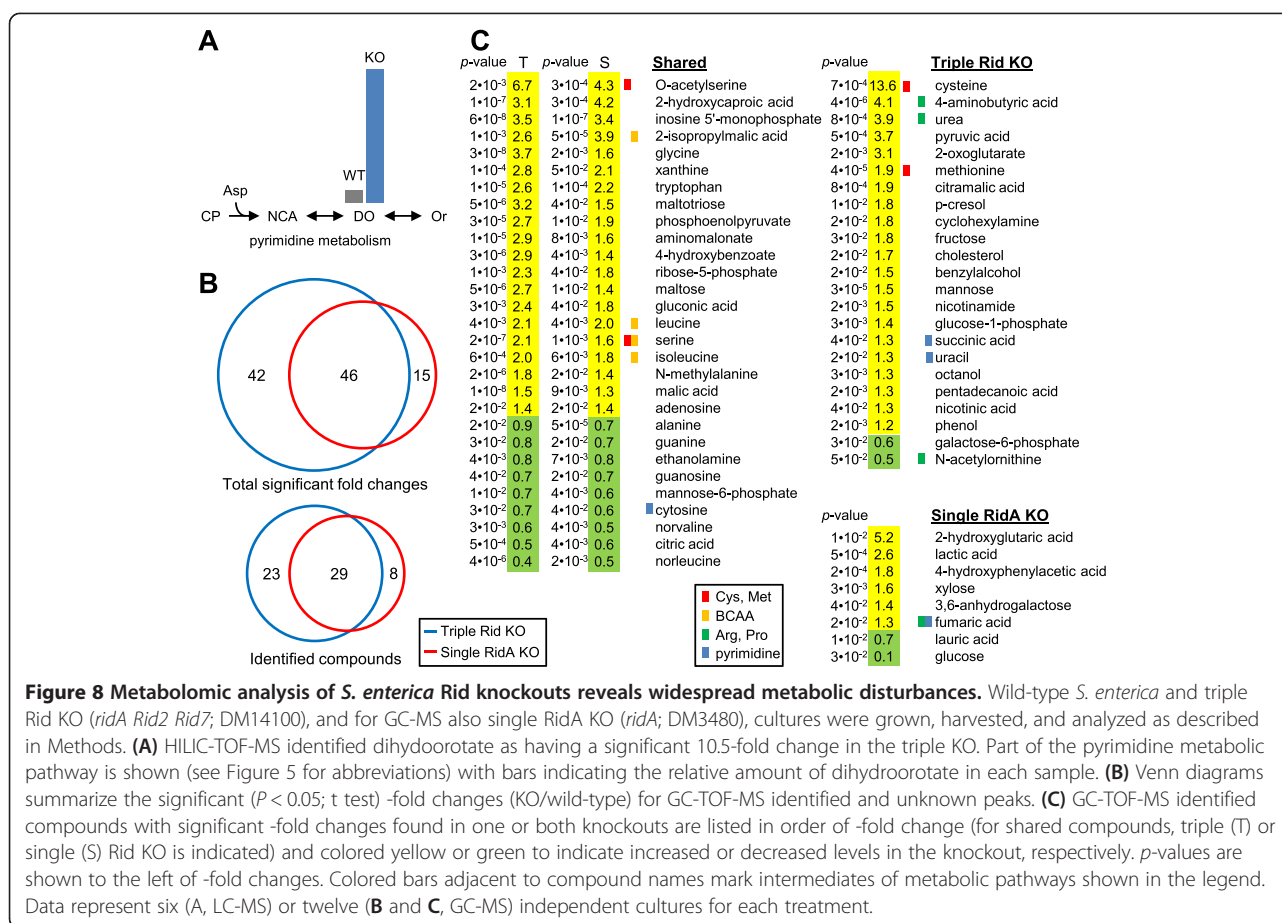 A
KO
WT
Asp
CP NCA DO Or
pyrimidine metabolism
B
42 46 15
Total significant fold changes
23 29 8
Identified compounds
Triple Rid KO
Single RidA KO
C
p-value T p-value S Shared
2•10-3 6.7 3•10-4 4.3 O-acetylserine
1•10-7 3.1 3•10-4 4.2 2-hydroxycaproic acid
6•10-8 3.5 1•10-7 3.4 inosine 5'-monophosphate
1•10-3 2.6 5•10-5 3.9 2-isopropylmalic acid
3•10-8 3.7 2•10-3 1.6 glycine
1•10-4 2.8 5•10-2 2.1 xanthine
1•10-5 2.6 1•10-4 2.2 tryptophan
5•10-6 3.2 4•10-2 1.5 maltotriose
3•10-5 2.7 1•10-2 1.9 phosphoenolpyruvate
1•10-5 2.9 8•10-3 1.6 aminomalonate
3•10-6 2.9 4•10-3 1.4 4-hydroxybenzoate
1•10-3 2.3 4•10-2 1.8 ribose-5-phosphate
5•10-6 2.7 1•10-2 1.4 maltose
3•10-3 2.4 4•10-2 1.8 gluconic acid
4•10-3 2.1 4•10-3 2.0 leucine
2•10-7 2.1 1•10-3 1.6 serine
6•10-4 2.0 6•10-3 1.8 isoleucine
2•10-6 1.8 2•10-2 1.4 N-methylalanine
1•10-8 1.5 9•10-3 1.3 malic acid
2•10-2 1.4 2•10-2 1.4 adenosine
2•10-2 0.9 5•10-5 0.7 alanine
3•10-2 0.8 2•10-2 0.7 guanine
4•10-3 0.8 7•10-3 0.8 ethanolamine
4•10-2 0.7 2•10-2 0.7 guanosine
1•10-2 0.7 4•10-3 0.6 mannose-6-phosphate
3•10-2 0.7 4•10-2 0.6 cytosine
3•10-3 0.6 4•10-3 0.5 norvaline
5•10-4 0.5 4•10-3 0.6 citric acid
4•10-6 0.4 2•10-3 0.5 norleucine
Cys, Met
BCAA
Arg, Pro
pyrimidine
p-value Triple Rid KO
7•10-4 13.6 cysteine
4•10-6 4.1 4-aminobutyric acid
8•10-4 3.9 urea
5•10-4 3.7 pyruvic acid
2•10-3 3.1 2-oxoglutarate
4•10-5 1.9 methionine
8•10-4 1.9 citramalic acid
1•10-2 1.8 p-cresol
2•10-2 1.8 cyclohexylamine
3•10-2 1.8 fructose
2•10-2 1.7 cholesterol
2•10-2 1.5 benzylalcohol
3•10-5 1.5 mannose
2•10-3 1.5 nicotinamide
3•10-3 1.4 glucose-1-phosphate
4•10-2 1.3 succinic acid
2•10-2 1.3 uracil
3•10-3 1.3 octanol
2•10-3 1.3 pentadecanoic acid
4•10-2 1.3 nicotinic acid
2•10-3 1.2 phenol
3•10-2 0.6 galactose-6-phosphate
5•10-2 0.5 N-acetylornithine
p-value Single RidA KO
1•10-2 5.2 2-hydroxyglutaric acid
5•10-4 2.6 lactic acid
2•10-4 1.8 4-hydroxyphenylacetic acid
3•10-3 1.6 xylose
4•10-2 1.4 3,6-anhydrogalactose
2•10-2 1.3 fumaric acid
1•10-2 0.7 lauric acid
3•10-2 0.1 glucose
Figure 8 Metabolomic analysis of S. enterica Rid knockouts reveals widespread metabolic disturbances. Wild-type S. enterica and triple
Rid KO (ridA Rid2 Rid7; DM14100), and for GC-MS also single RidA KO (ridA; DM3480), cultures were grown, harvested, and analyzed as described
in Methods. (A) HILIC-TOF-MS identified dihydoorotate as having a significant 10.5-fold change in the triple KO. Part of the pyrimidine metabolic
pathway is shown (see Figure 5 for abbreviations) with bars indicating the relative amount of dihydroorotate in each sample. (B) Venn diagrams
summarize the significant (P < 0.05; t test) -fold changes (KO/wild-type) for GC-TOF-MS identified and unknown peaks. (C) GC-TOF-MS identified
compounds with significant -fold changes found in one or both knockouts are listed in order of -fold change (for shared compounds, triple (T) or
single (S) Rid KO is indicated) and colored yellow or green to indicate increased or decreased levels in the knockout, respectively. p-values are
shown to the left of -fold changes. Colored bars adjacent to compound names mark intermediates of metabolic pathways shown in the legend.
Data represent six (A, LC-MS) or twelve (B and C, GC-MS) independent cultures for each treatment.